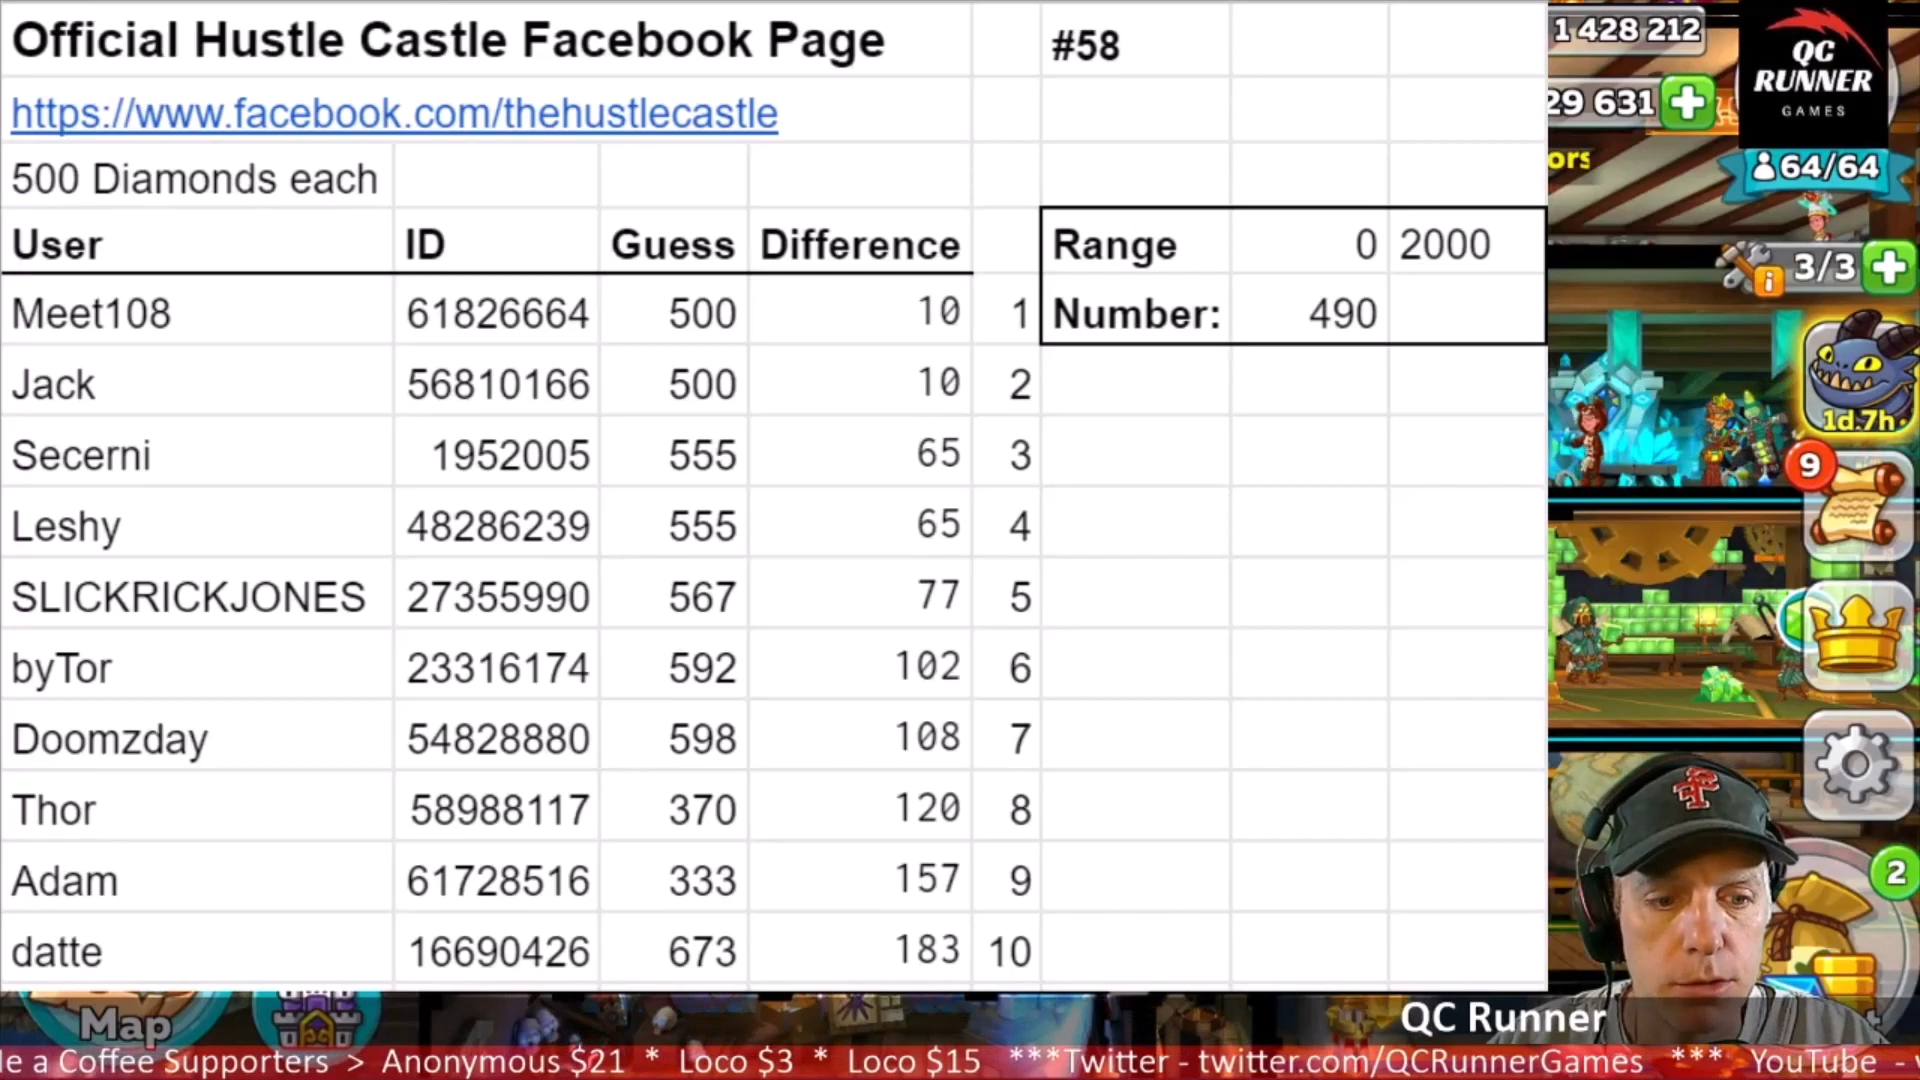 Official Hustle Castle Facebook Page #58
https://www.facebook.com/thehustlecastle
500 Diamonds each
User ID Guess Difference Range 0 2000
Meet108 61826664 500 10 1 Number: 490
Jack 56810166 500 10 2
Secerni 1952005 555 65 3
Leshy 48286239 555 65 4
SLICKRICKJONES 27355990 567 77 5
byTor 23316174 592 102 6
Doomzday 54828880 598 108 7
Thor 58988117 370 120 8
Adam 61728516 333 157 9
datte 16690426 673 183 10
1 428 212
29 631
QC
RUNNER
GAMES
ors
64/64
3/3
1d.7h
9
2
Map
QC Runner
le a Coffee Supporters > Anonymous $21 * Loco $3 * Loco $15 ***Twitter - twitter.com/QCRunnerGames *** YouTube -